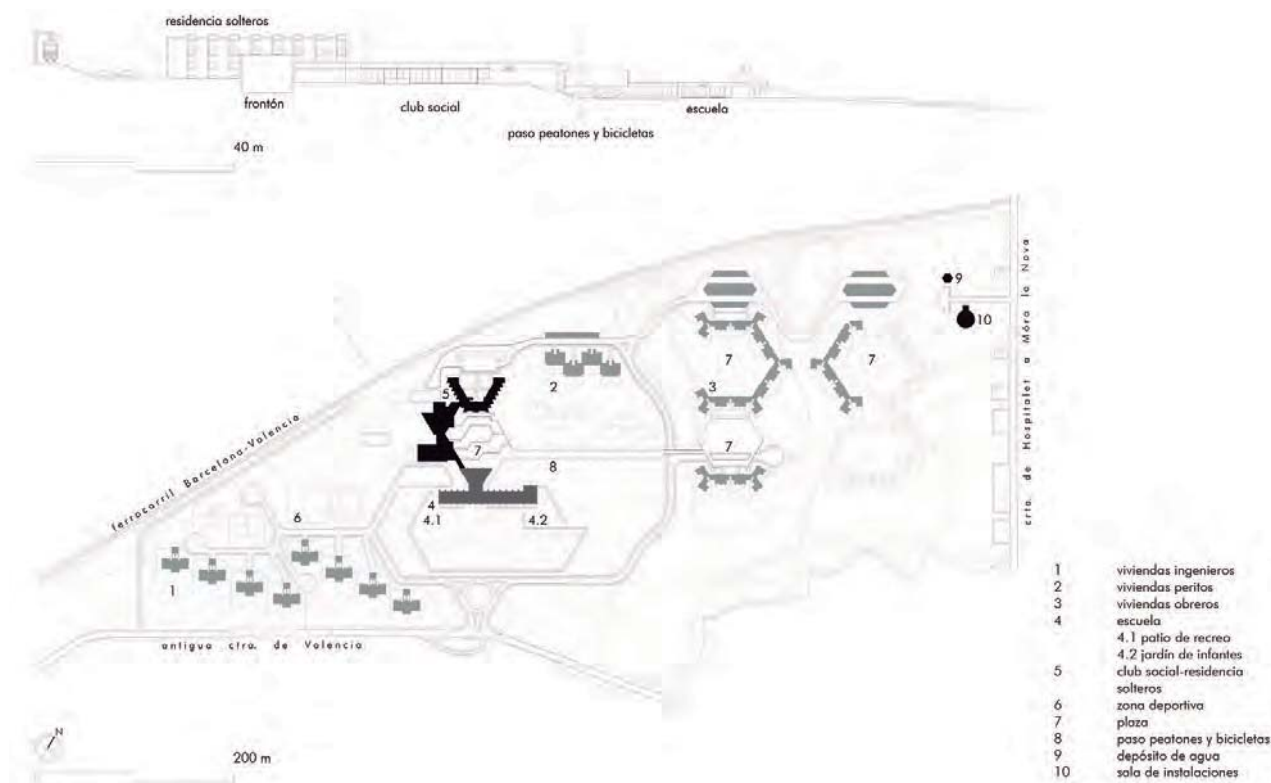 residencia solteros
frontón
club social
escuela
paso peatones y bicicletas
40 m
ferrocarril Barcelona-Valencia
crta. de Hospitalet a Móra la Nova
9
10
7
7
2
3
5
7
7
8
4
4.1
4.2
6
1
antigua ctra. de Valencia
N
200 m
1 viviendas ingenieros
2 viviendas peritos
3 viviendas obreros
4 escuela
4.1 patio de recreo
4.2 jardín de infantes
5 club social-residencia
solteros
6 zona deportiva
7 plaza
8 paso peatones y bicicletas
9 depósito de agua
10 sala de instalaciones